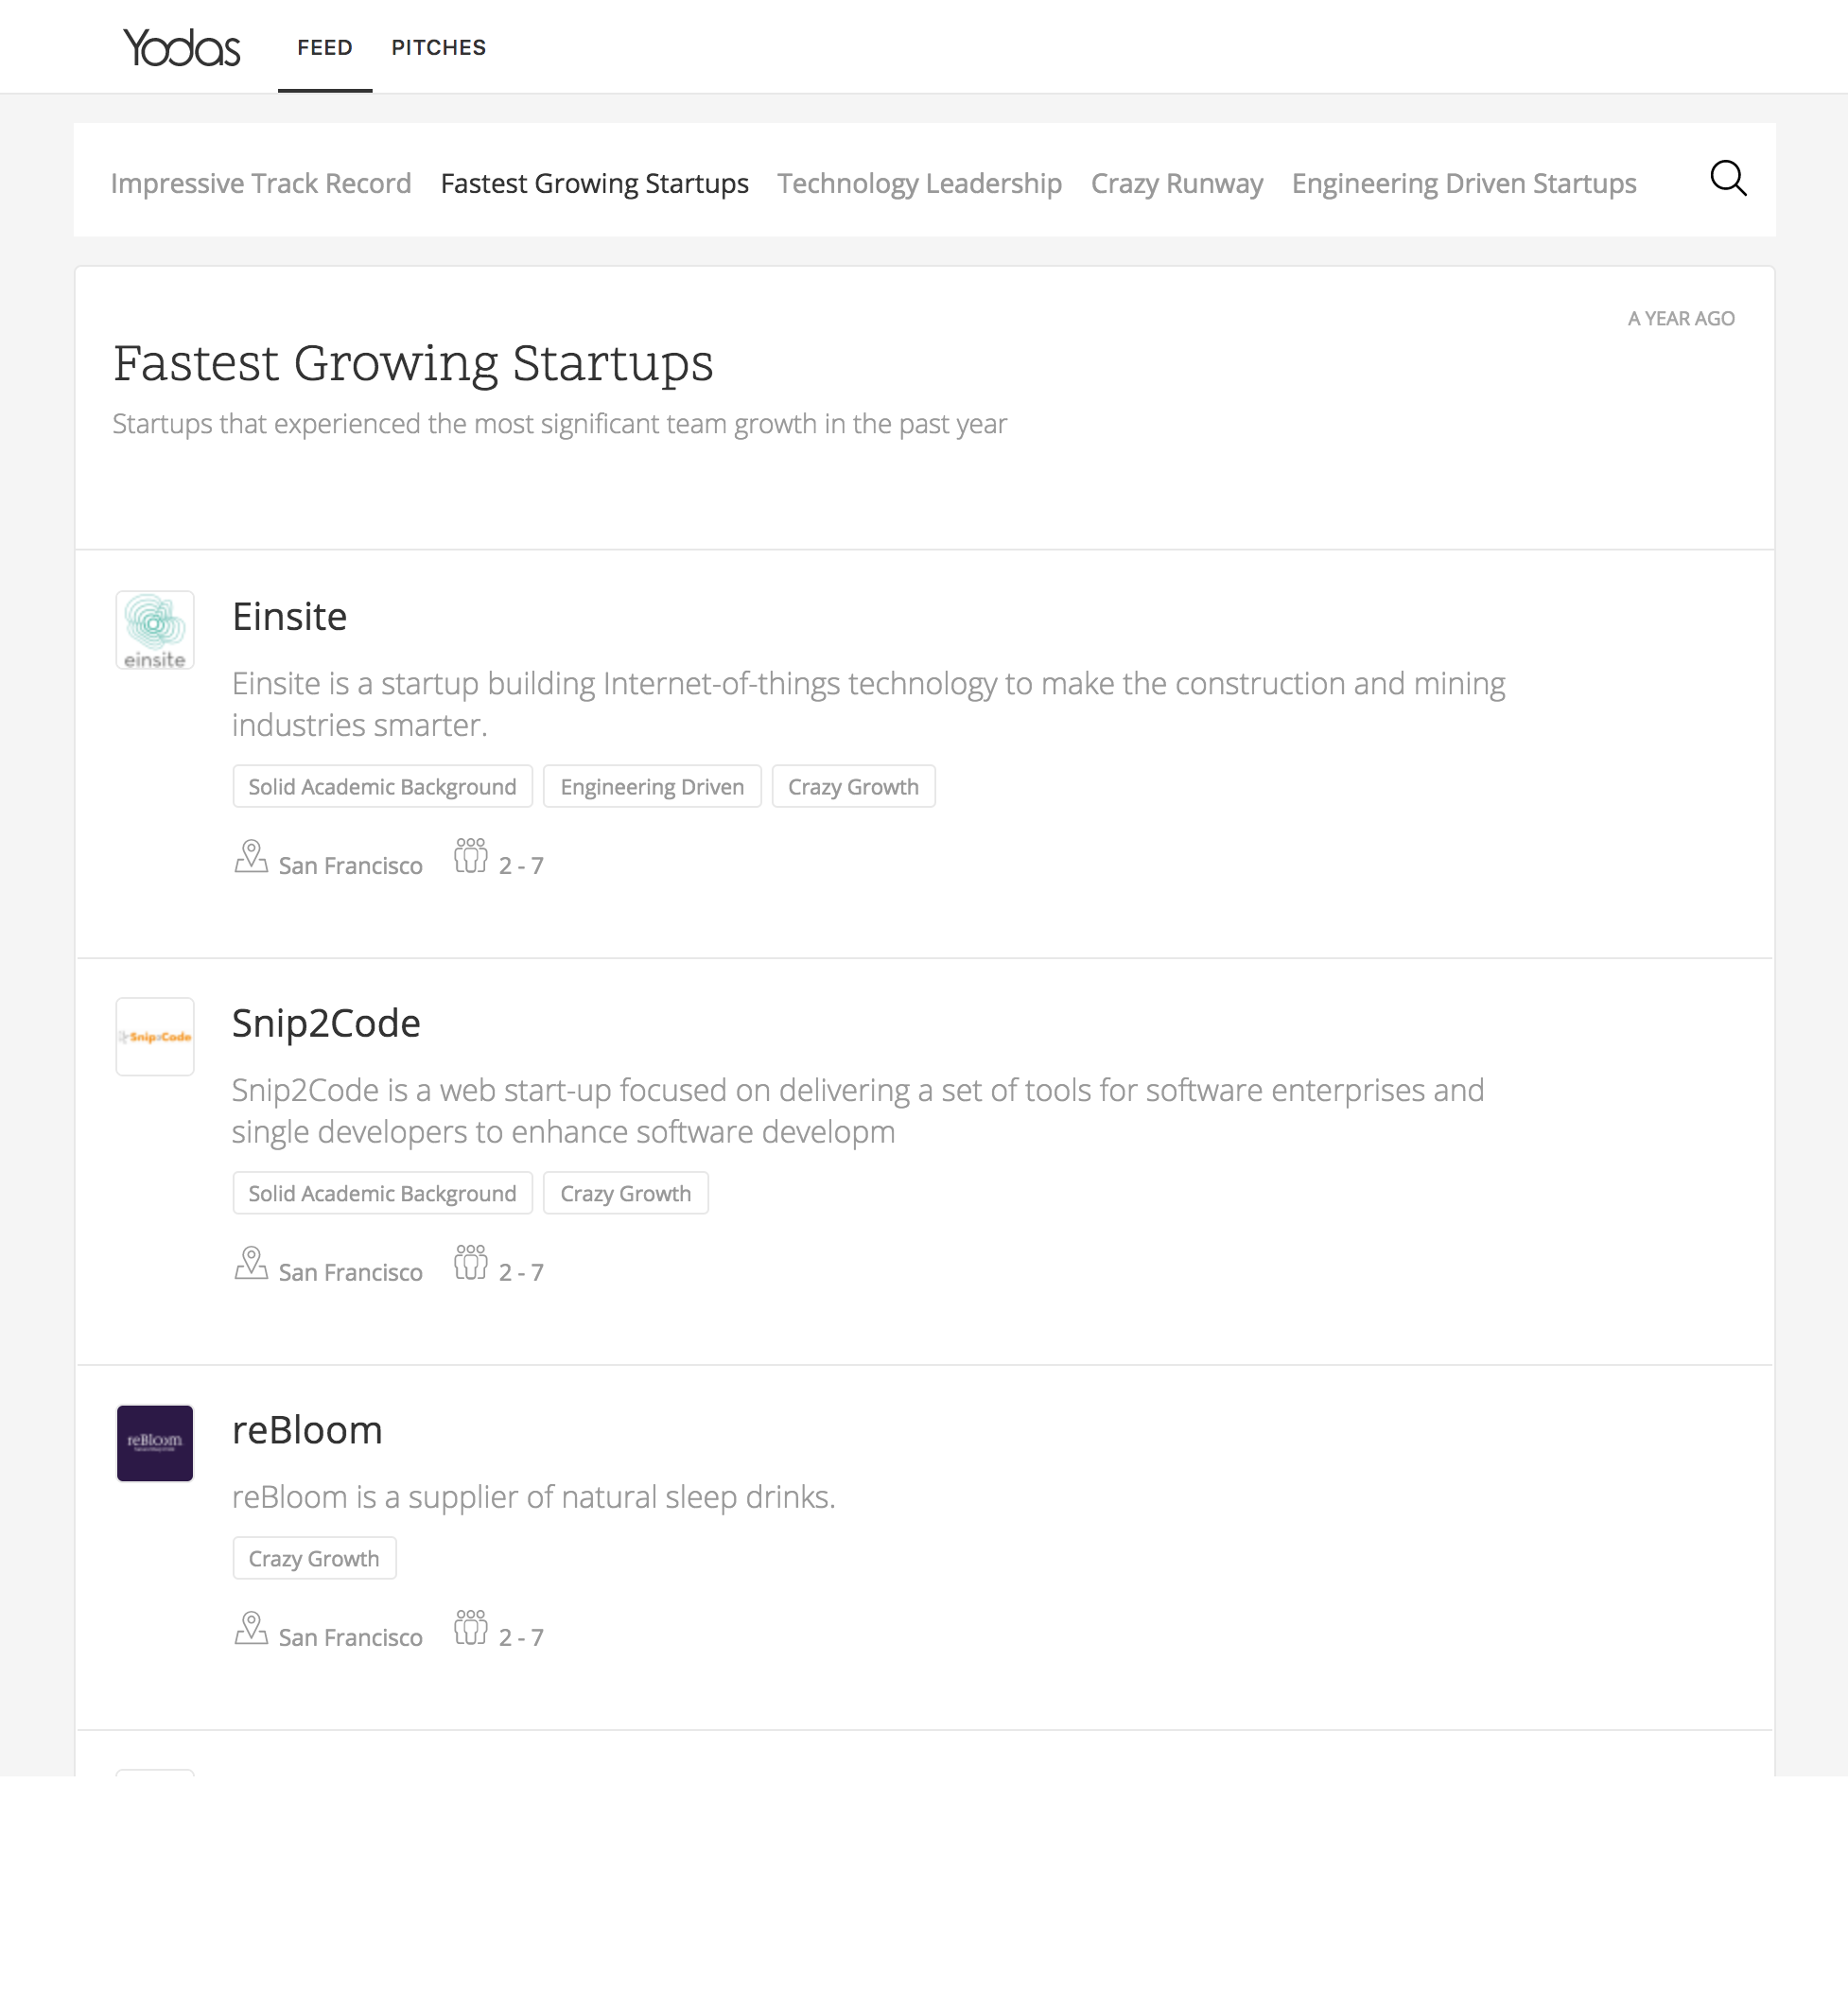 Yodas FEED PITCHES
Impressive Track Record Fastest Growing Startups Technology Leadership Crazy Runway Engineering Driven Startups
A YEAR AGO
Fastest Growing Startups
Startups that experienced the most significant team growth in the past year
einsite
Einsite
Einsite is a startup building Internet-of-things technology to make the construction and mining
industries smarter.
Solid Academic Background Engineering Driven Crazy Growth
San Francisco 2 - 7
Snip2Code
Snip2Code
Snip2Code is a web start-up focused on delivering a set of tools for software enterprises and
single developers to enhance software developm
Solid Academic Background Crazy Growth
San Francisco 2 - 7
reBloom
reBloom
reBloom is a supplier of natural sleep drinks.
Crazy Growth
San Francisco 2 - 7